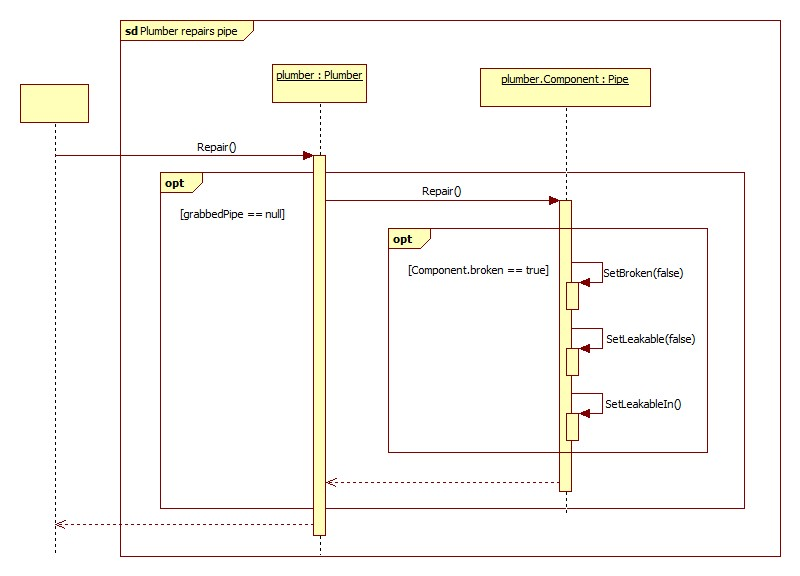 sd Plumber repairs pipe
plumber : Plumber
plumber.Component : Pipe
Repair()
opt
Repair()
[grabbedPipe == null]
opt
[Component.broken == true]
SetBroken(false)
SetLeakable(false)
SetLeakableIn()